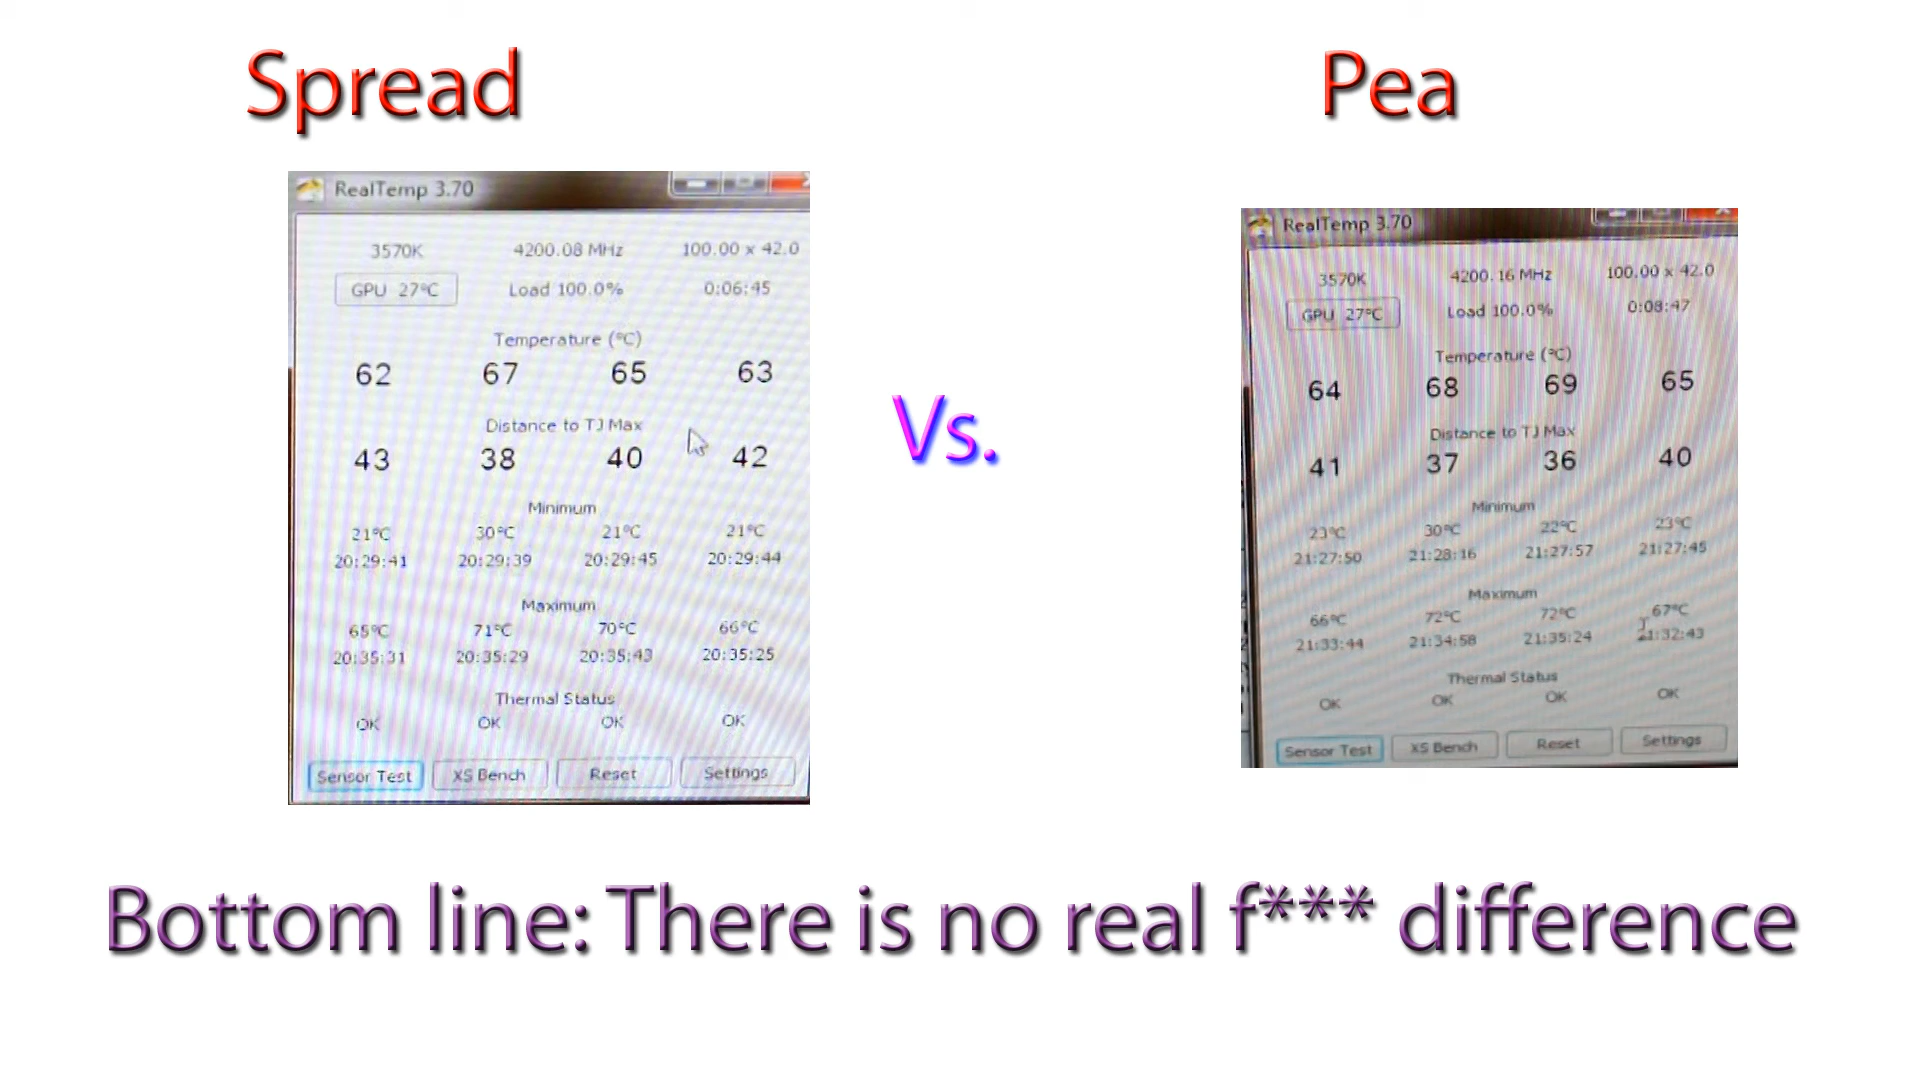 Spread
Pea
RealTemp 3.70
3570K 4200.08 MHz 100.00 x 42.0
GPU 27°C Load 100.0% 0:06:45
Temperature (°C)
62 67 65 63
Distance to TJ Max
43 38 40 42
Minimum
21°C 30°C 21°C 21°C
20:29:41 20:29:39 20:29:45 20:29:44
Maximum
65°C 71°C 70°C 66°C
20:35:31 20:35:29 20:35:43 20:35:25
Thermal Status
OK OK OK OK
Sensor Test XS Bench Reset Settings
Vs.
RealTemp 3.70
3570K 4200.16 MHz 100.00 x 42.0
GPU 27°C Load 100.0% 0:08:47
Temperature (°C)
64 68 69 65
Distance to TJ Max
41 37 36 40
Minimum
23°C 30°C 22°C 23°C
21:27:50 21:28:16 21:27:57 21:27:45
Maximum
66°C 72°C 72°C 67°C
21:33:44 21:34:58 21:35:24 21:32:43
Thermal Status
OK OK OK OK
Sensor Test XS Bench Reset Settings
Bottom line: There is no real f*** difference